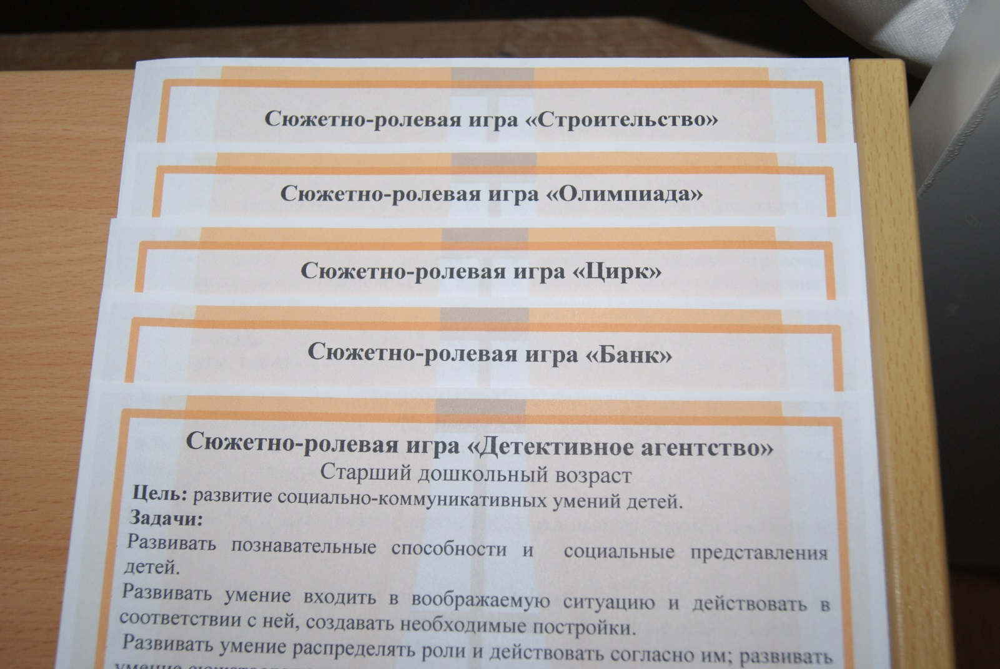 Сюжетно-ролевая игра «Строительство»
Сюжетно-ролевая игра «Олимпиада»
Сюжетно-ролевая игра «Цирк»
Сюжетно-ролевая игра «Банк»
Сюжетно-ролевая игра «Детективное агентство»
Старший дошкольный возраст
Цель: развитие социально-коммуникативных умений детей.
Задачи:
Развивать познавательные способности и социальные представления
детей.
Развивать умение входить в воображаемую ситуацию и действовать в
соответствии с ней, создавать необходимые постройки.
Развивать умение распределять роли и действовать согласно им; развивать
умение